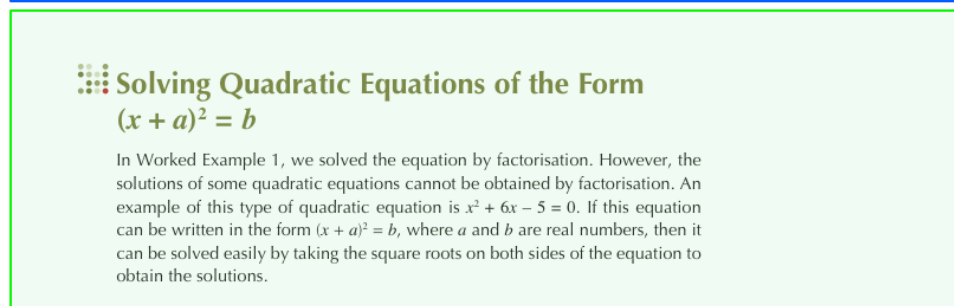 Solving Quadratic Equations of the Form
(x + a)² = b
In Worked Example 1, we solved the equation by factorisation. However, the
solutions of some quadratic equations cannot be obtained by factorisation. An
example of this type of quadratic equation is x² + 6x – 5 = 0. If this equation
can be written in the form (x + a)² = b, where a and b are real numbers, then it
can be solved easily by taking the square roots on both sides of the equation to
obtain the solutions.